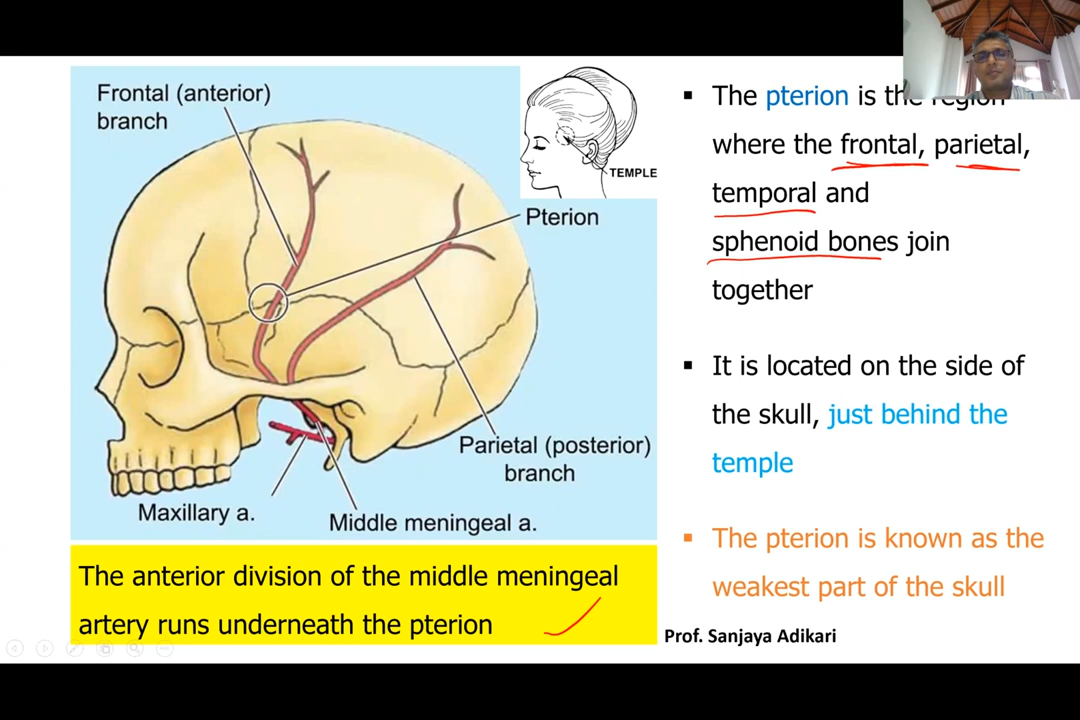 Frontal (anterior)
branch
TEMPLE
Pterion
Parietal (posterior)
branch
Maxillary a.
Middle meningeal a.
The anterior division of the middle meningeal
artery runs underneath the pterion
▪ The pterion is the region
where the frontal, parietal,
temporal and
sphenoid bones join
together
▪ It is located on the side of
the skull, just behind the
temple
▪ The pterion is known as the
weakest part of the skull
Prof. Sanjaya Adikari